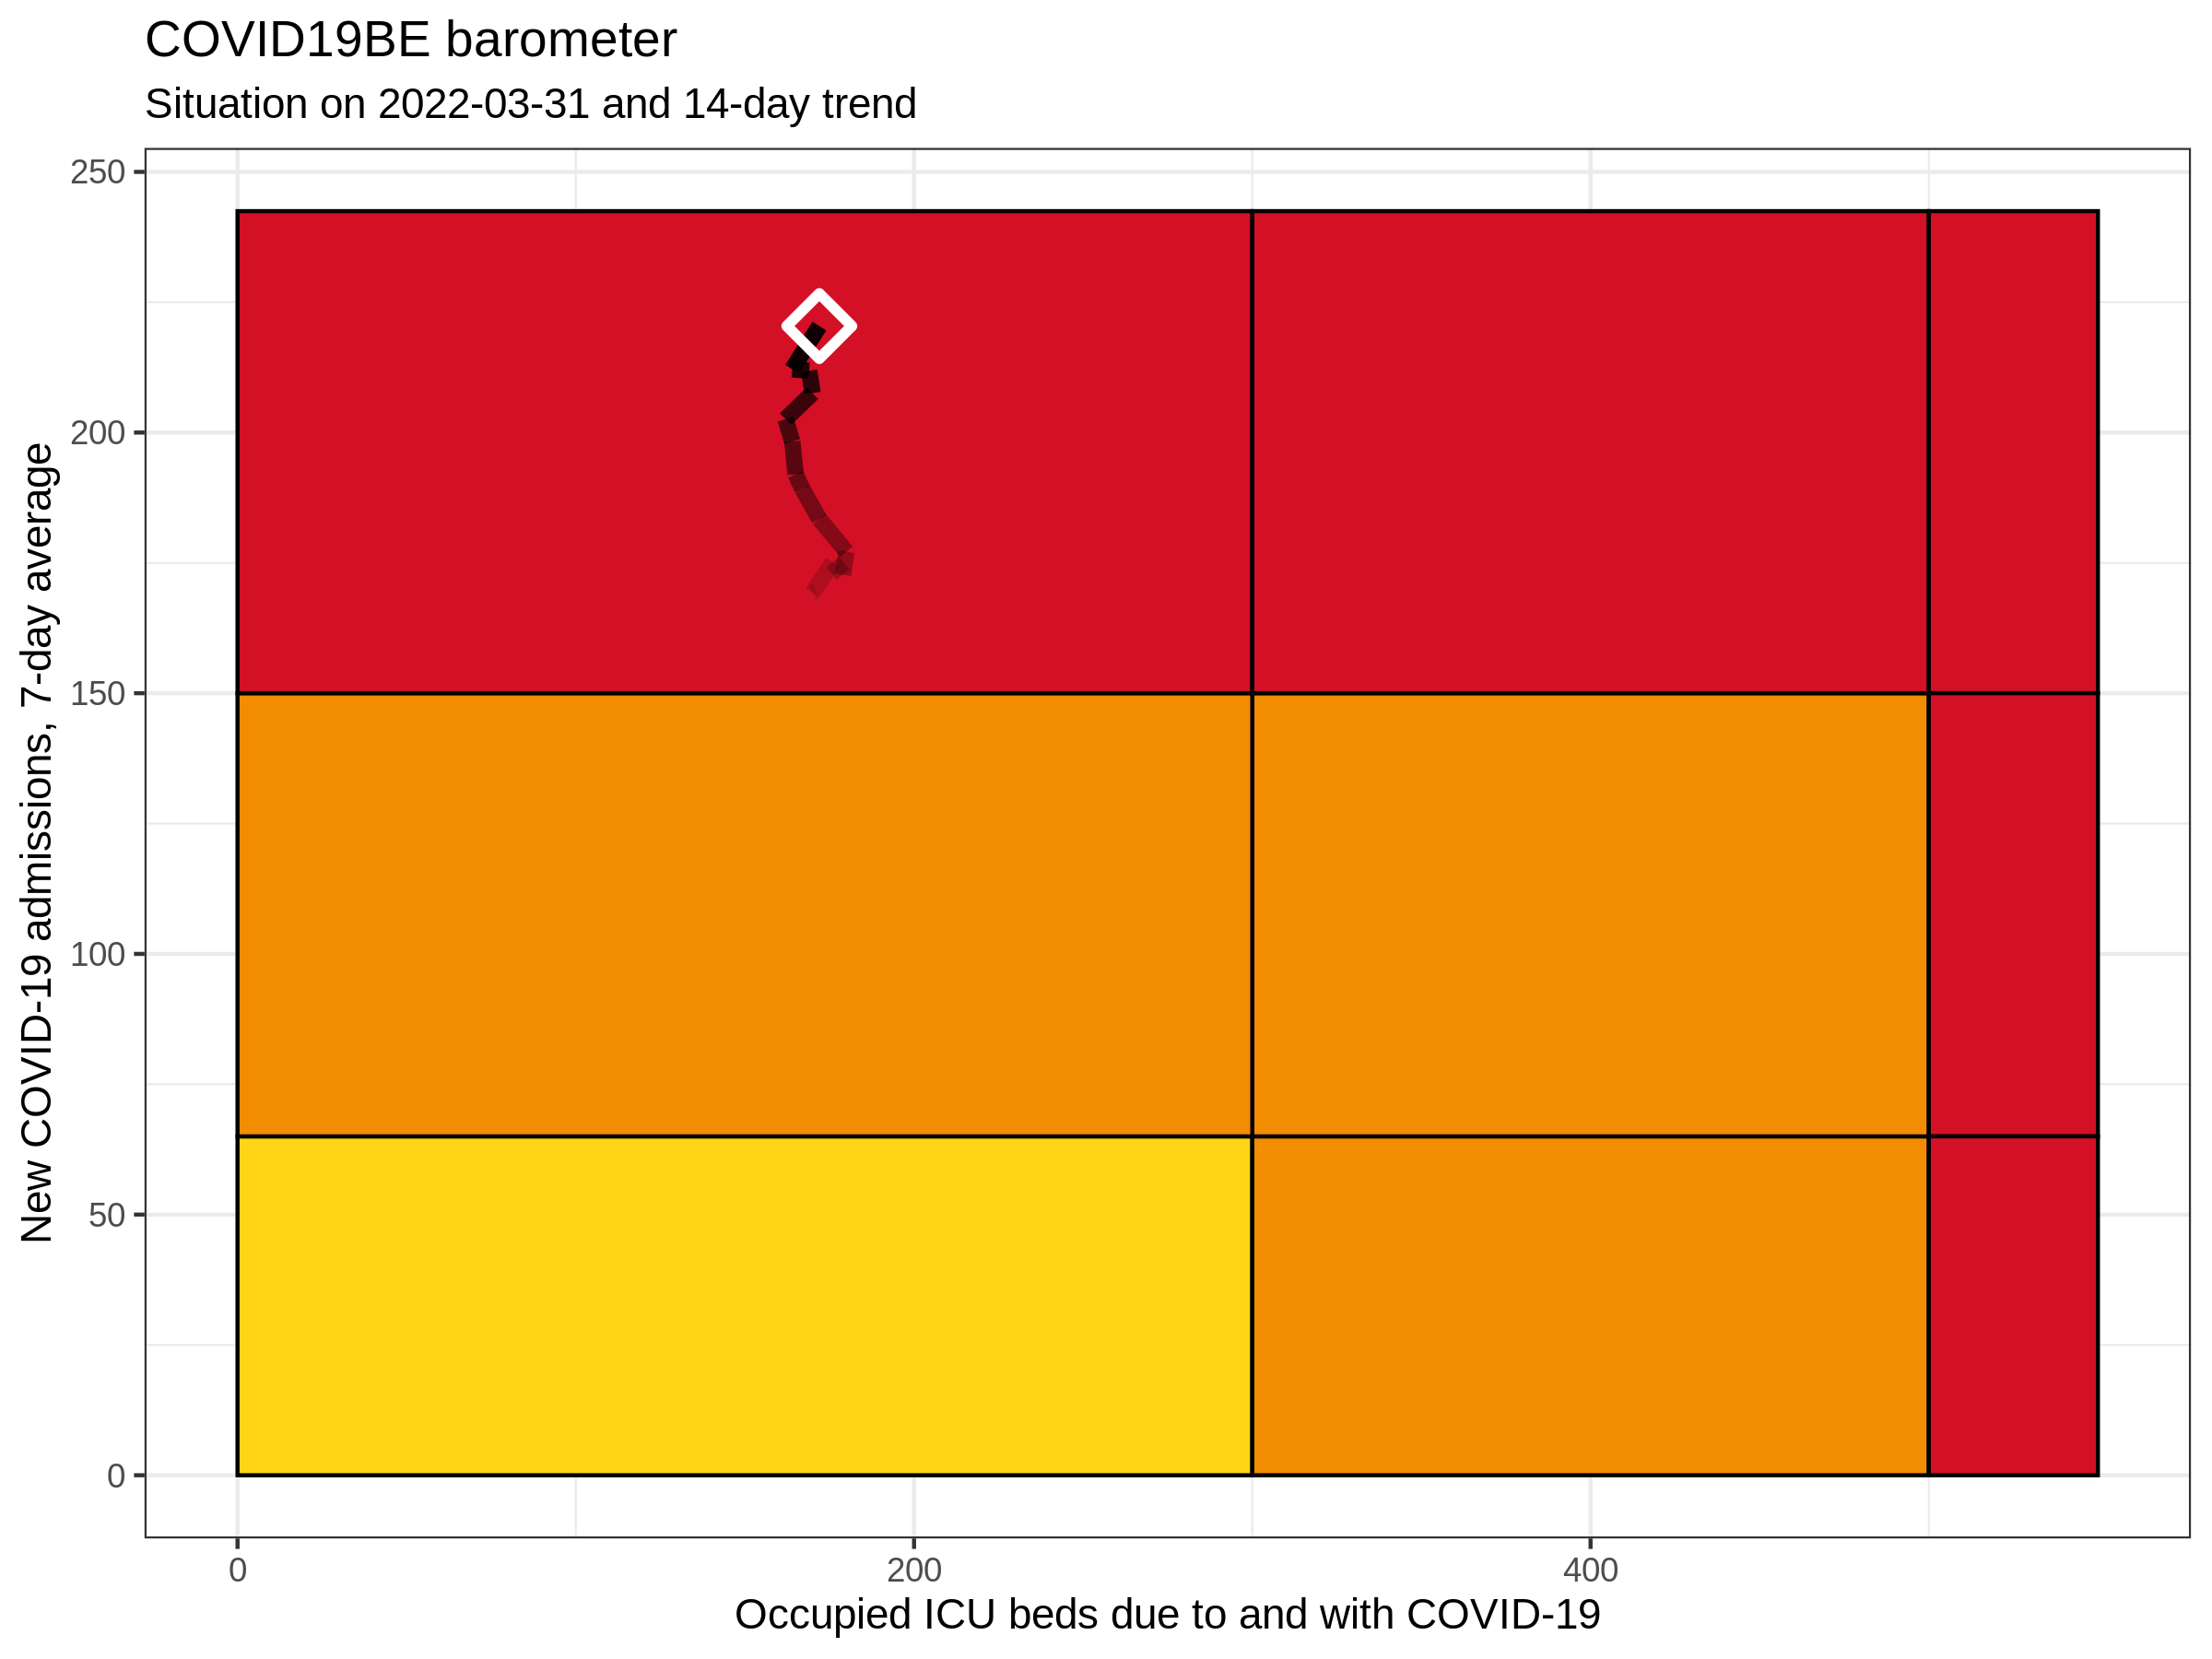 COVID19BE barometer
Situation on 2022-03-31 and 14-day trend
New COVID-19 admissions, 7-day average
250
200
150
100
50
0
0 200 400
Occupied ICU beds due to and with COVID-19